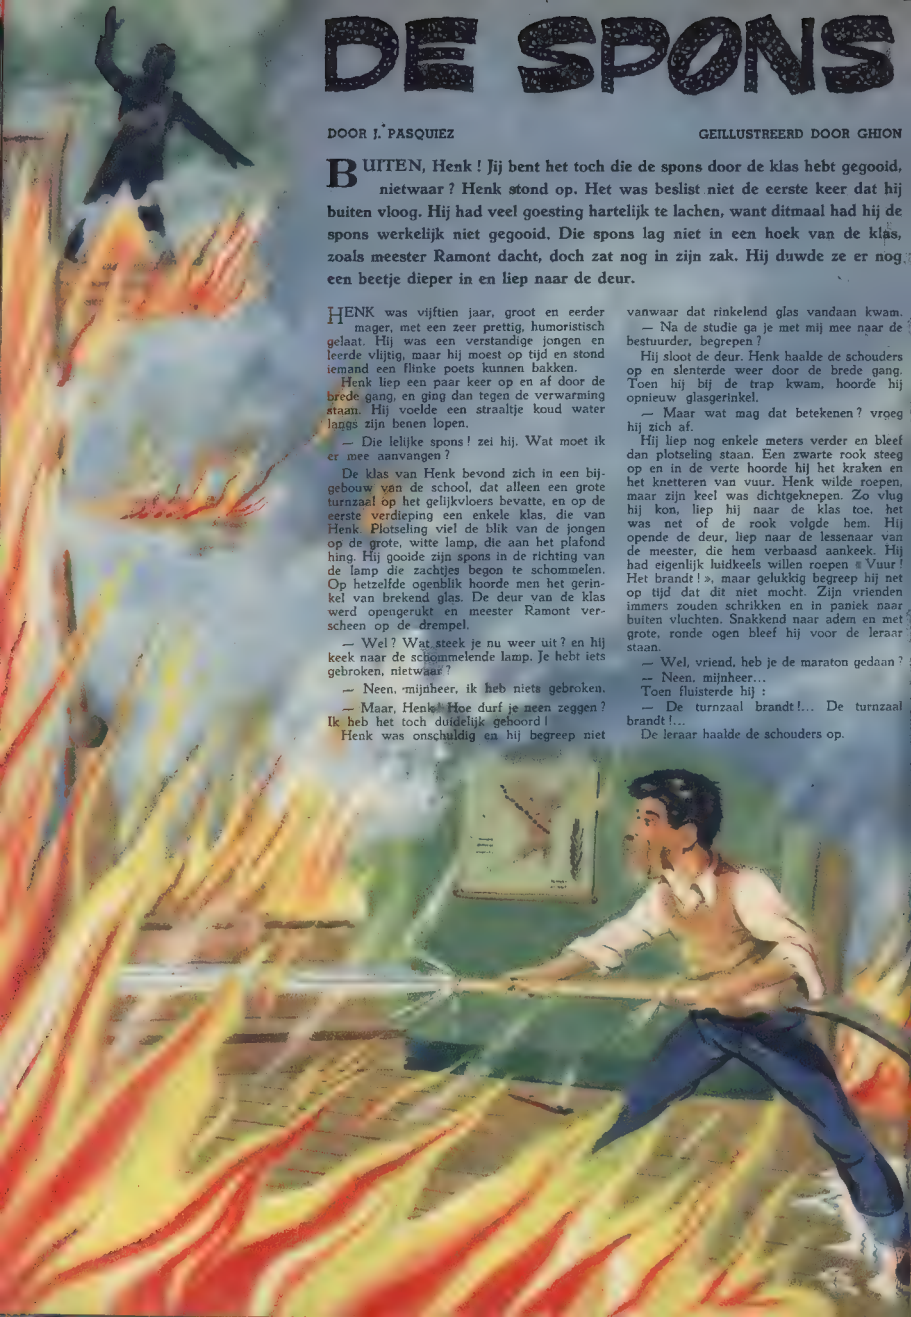 DE SPONS
DOOR J. PASQUIEZ
GEILLUSTREERD DOOR GHION
BUITEN, Henk ! Jij bent het toch die de spons door de klas hebt gegooid,
nietwaar ? Henk stond op. Het was beslist niet de eerste keer dat hij
buiten vloog. Hij had veel goesting hartelijk te lachen, want ditmaal had hij de
spons werkelijk niet gegooid. Die spons lag niet in een hoek van de klas,
zoals meester Ramont dacht, doch zat nog in zijn zak. Hij duwde ze er nog
een beetje dieper in en liep naar de deur.
HENK was vijftien jaar, groot en eerder
mager, met een zeer prettig, humoristisch
gelaat. Hij was een verstandige jongen en
leerde vlijtig, maar hij moest op tijd en stond
iemand een flinke poets kunnen bakken.
Henk liep een paar keer op en af door de
brede gang, en ging dan tegen de verwarming
staan. Hij voelde een straaltje koud water
langs zijn benen lopen.
— Die lelijke spons ! zei hij. Wat moet ik
er mee aanvangen ?
De klas van Henk bevond zich in een bij-
gebouw van de school, dat alleen een grote
turnzaal op het gelijkvloers bevatte, en op de
eerste verdieping een enkele klas, die van
Henk. Plotseling viel de blik van de jongen
op de grote, witte lamp, die aan het plafond
hing. Hij gooide zijn spons in de richting van
de lamp die zachtjes begon te schommelen.
Op hetzelfde ogenblik hoorde men het gerin-
kel van brekend glas. De deur van de klas
werd opengerukt en meester Ramont ver-
scheen op de drempel.
— Wel ? Wat steek je nu weer uit ? en hij
keek naar de schommelende lamp. Je hebt iets
gebroken, nietwaar ?
— Neen, mijnheer, ik heb niets gebroken.
— Maar, Henk ! Hoe durf je neen zeggen ?
Ik heb het toch duidelijk gehoord !
Henk was onschuldig en hij begreep niet
vanwaar dat rinkelend glas vandaan kwam.
— Na de studie ga je met mij mee naar de
bestuurder, begrepen ?
Hij sloot de deur. Henk haalde de schouders
op en slenterde weer door de brede gang.
Toen hij bij de trap kwam, hoorde hij
opnieuw glasgerinkel.
— Maar wat mag dat betekenen ? vroeg
hij zich af.
Hij liep nog enkele meters verder en bleef
dan plotseling staan. Een zwarte rook steeg
op en in de verte hoorde hij het kraken en
het knetteren van vuur. Henk wilde roepen,
maar zijn keel was dichtgeknepen. Zo vlug
hij kon, liep hij naar de klas toe, het
was net of de rook volgde hem. Hij
opende de deur, liep naar de lessenaar van
de meester, die hem verbaasd aankeek. Hij
had eigenlijk luidkeels willen roepen « Vuur !
Het brandt ! », maar gelukkig begreep hij net
op tijd dat dit niet mocht. Zijn vrienden
immers zouden schrikken en in paniek naar
buiten vluchten. Snakkend naar adem en met
grote, ronde ogen bleef hij voor de leraar
staan.
— Wel, vriend, heb je de maraton gedaan ?
— Neen, mijnheer...
Toen fluisterde hij :
— De turnzaal brandt !... De turnzaal
brandt !...
De leraar haalde de schouders op.